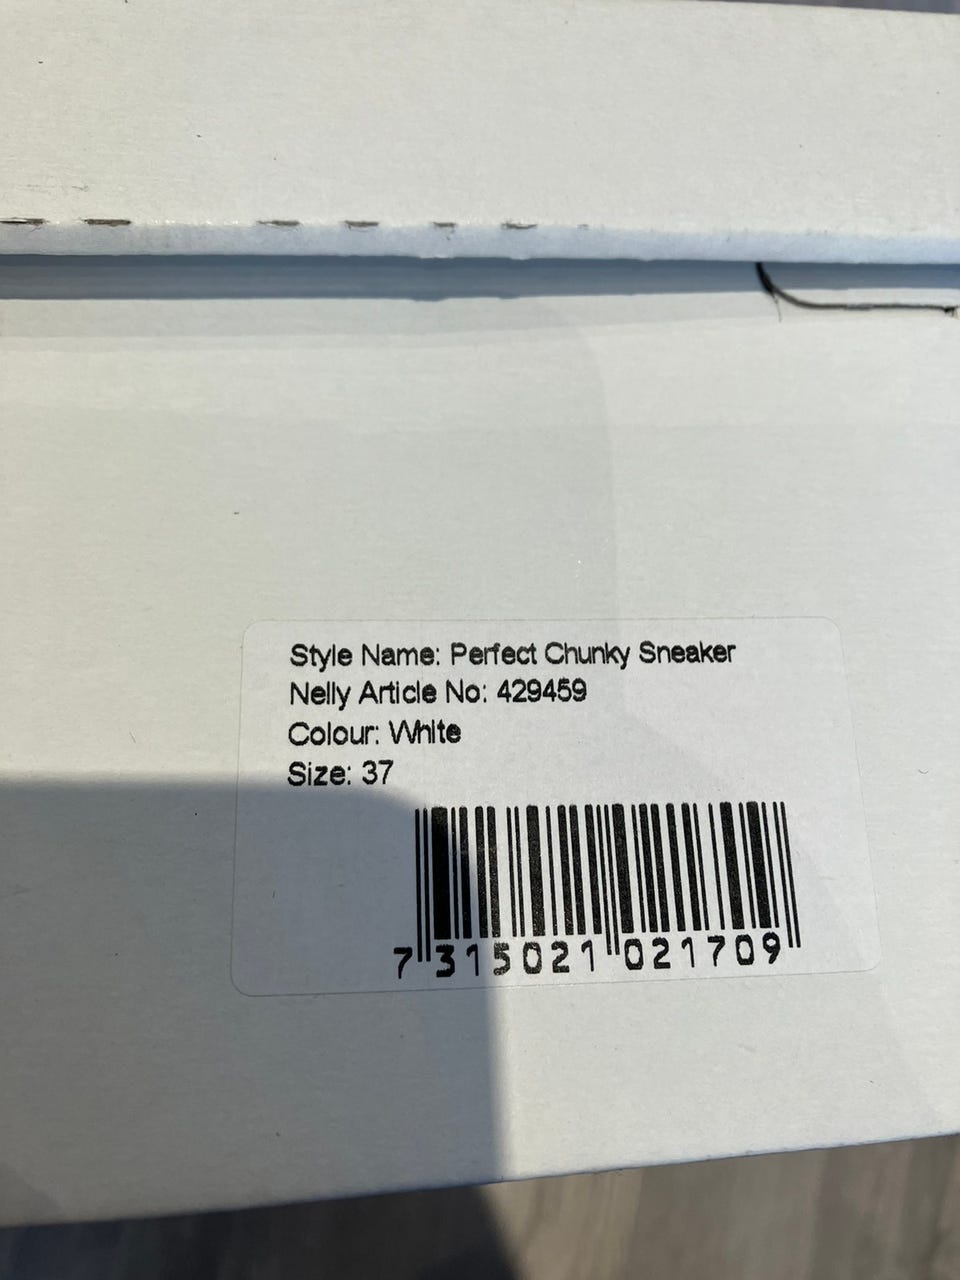 Style Name: Perfect Chunky Sneaker
Nelly Article No: 429459
Colour: White
Size: 37
7 315021 021709